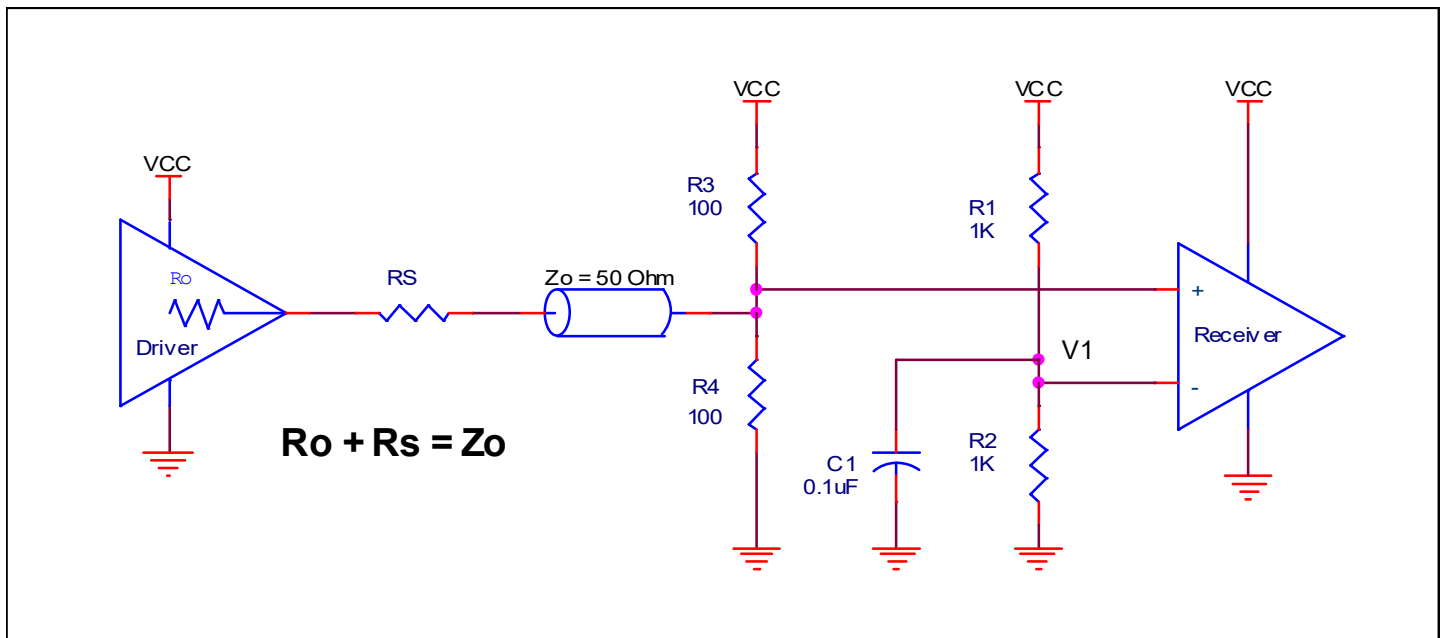 VCC
VCC
VCC
VCC
R3
100
R1
1K
Ro
RS
Zo = 50 Ohm
+
Driver
Receiver
V1
-
R4
100
Ro + Rs = Zo
C1
0.1uF
R2
1K